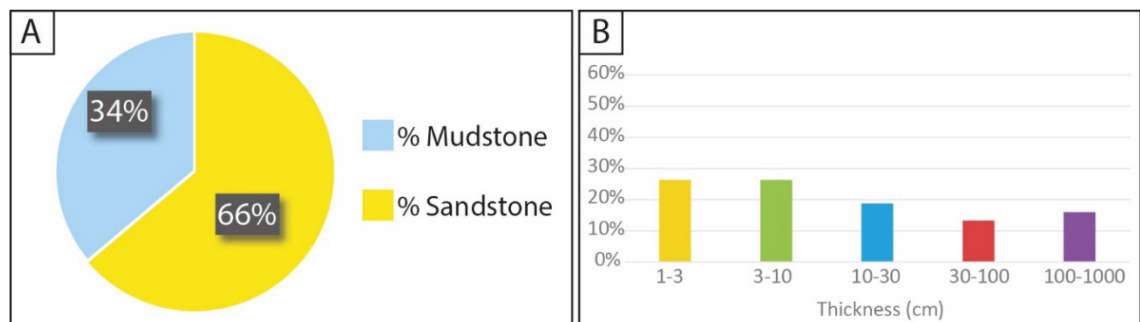 A
34%
66%
% Mudstone
% Sandstone
B
60%
50%
40%
30%
20%
10%
0%
1-3 3-10 10-30 30-100 100-1000
Thickness (cm)